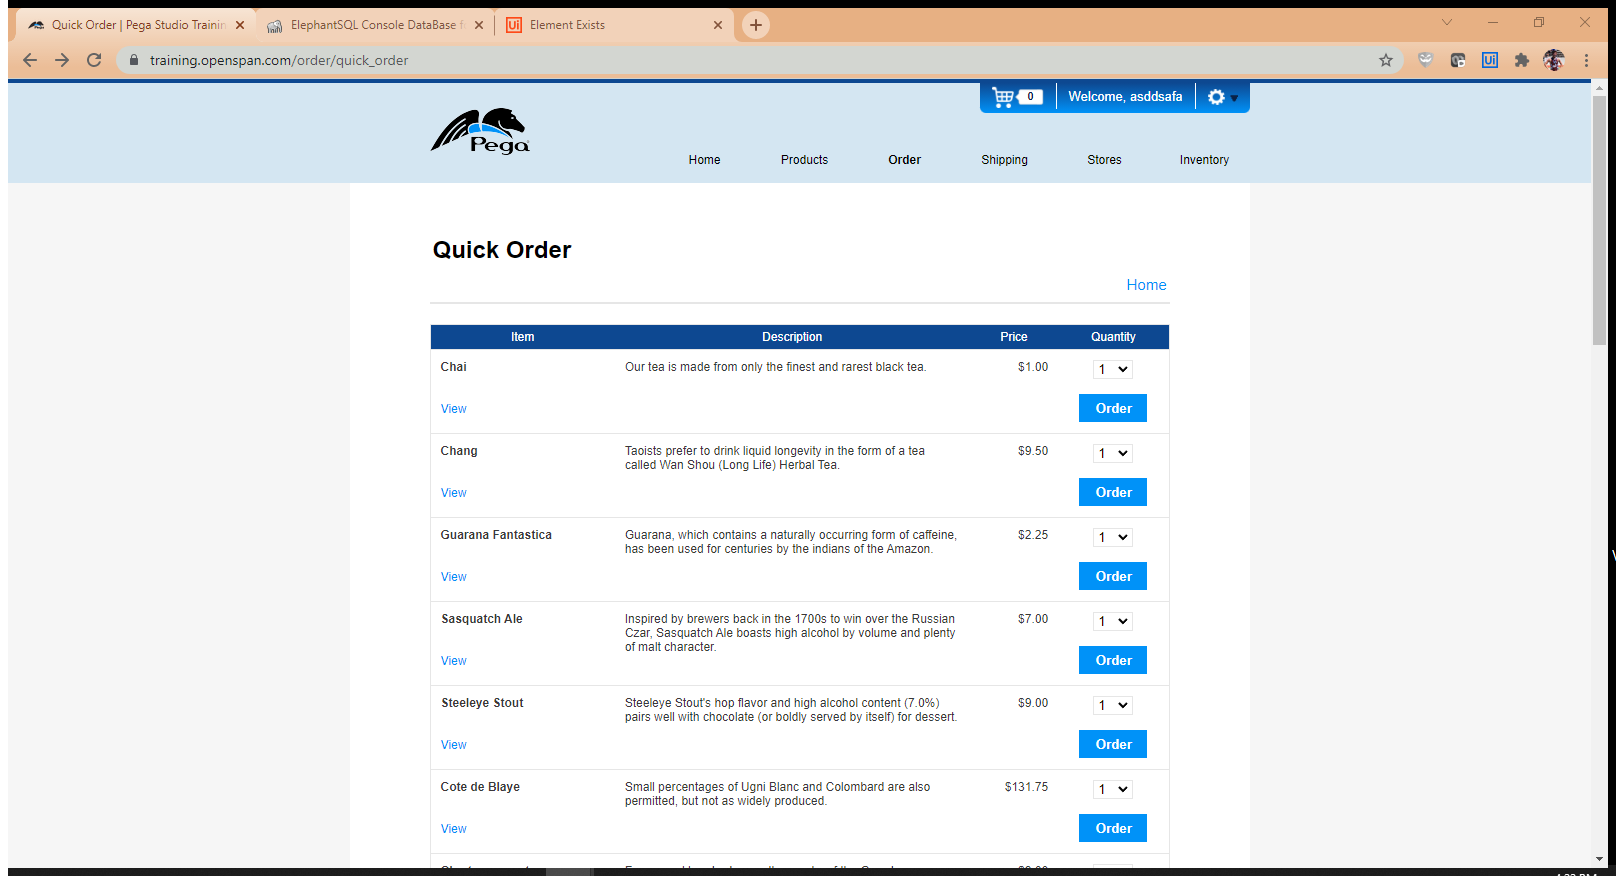 Quick Order | Pega Studio Trainin
ElephantSQL Console DataBase f
Ui Element Exists
training.openspan.com/order/quick_order
Ui
0 Welcome, asddsafa
Pega
Home Products Order Shipping Stores Inventory
Quick Order
Home
Item Description Price Quantity
Chai Our tea is made from only the finest and rarest black tea. $1.00 1
View Order
Chang Taoists prefer to drink liquid longevity in the form of a tea $9.50 1
called Wan Shou (Long Life) Herbal Tea.
View Order
Guarana Fantastica Guarana, which contains a naturally occurring form of caffeine, $2.25 1
has been used for centuries by the indians of the Amazon.
View Order
Sasquatch Ale Inspired by brewers back in the 1700s to win over the Russian $7.00 1
Czar, Sasquatch Ale boasts high alcohol by volume and plenty
of malt character.
View Order
Steeleye Stout Steeleye Stout's hop flavor and high alcohol content (7.0%) $9.00 1
pairs well with chocolate (or boldly served by itself) for dessert.
View Order
Cote de Blaye Small percentages of Ugni Blanc and Colombard are also $131.75 1
permitted, but not as widely produced.
View Order